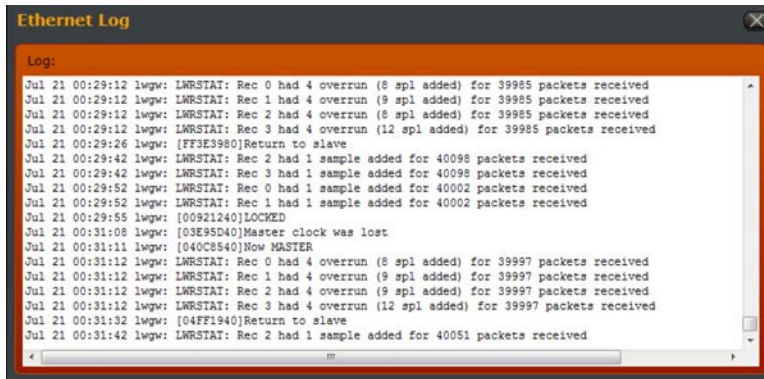 Ethernet Log
Log:
Jul 21 00:29:12 lwgw: LWRSTAT: Rec 0 had 4 overrun (8 spl added) for 39985 packets received
Jul 21 00:29:12 lwgw: LWRSTAT: Rec 1 had 4 overrun (9 spl added) for 39985 packets received
Jul 21 00:29:12 lwgw: LWRSTAT: Rec 2 had 4 overrun (8 spl added) for 39985 packets received
Jul 21 00:29:12 lwgw: LWRSTAT: Rec 3 had 4 overrun (12 spl added) for 39985 packets received
Jul 21 00:29:26 lwgw: [FF3E3980]Return to slave
Jul 21 00:29:42 lwgw: LWRSTAT: Rec 2 had 1 sample added for 40098 packets received
Jul 21 00:29:42 lwgw: LWRSTAT: Rec 3 had 1 sample added for 40098 packets received
Jul 21 00:29:52 lwgw: LWRSTAT: Rec 0 had 1 sample added for 40002 packets received
Jul 21 00:29:52 lwgw: LWRSTAT: Rec 1 had 1 sample added for 40002 packets received
Jul 21 00:29:55 lwgw: [00921240]LOCKED
Jul 21 00:31:08 lwgw: [03E95D40]Master clock was lost
Jul 21 00:31:11 lwgw: [040C8540]Now MASTER
Jul 21 00:31:12 lwgw: LWRSTAT: Rec 0 had 4 overrun (8 spl added) for 39997 packets received
Jul 21 00:31:12 lwgw: LWRSTAT: Rec 1 had 4 overrun (9 spl added) for 39997 packets received
Jul 21 00:31:12 lwgw: LWRSTAT: Rec 2 had 4 overrun (9 spl added) for 39997 packets received
Jul 21 00:31:12 lwgw: LWRSTAT: Rec 3 had 4 overrun (12 spl added) for 39997 packets received
Jul 21 00:31:32 lwgw: [04FF1940]Return to slave
Jul 21 00:31:42 lwgw: LWRSTAT: Rec 2 had 1 sample added for 40051 packets received